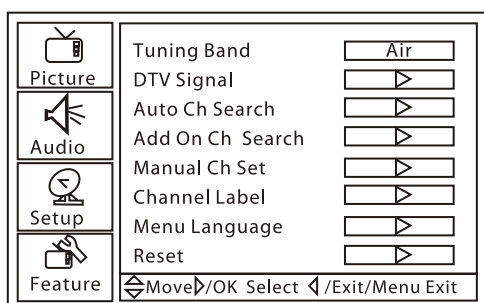 Picture
Audio
Setup
Feature
Tuning Band Air
DTV Signal
Auto Ch Search
Add On Ch Search
Manual Ch Set
Channel Label
Menu Language
Reset
Move /OK Select /Exit/Menu Exit